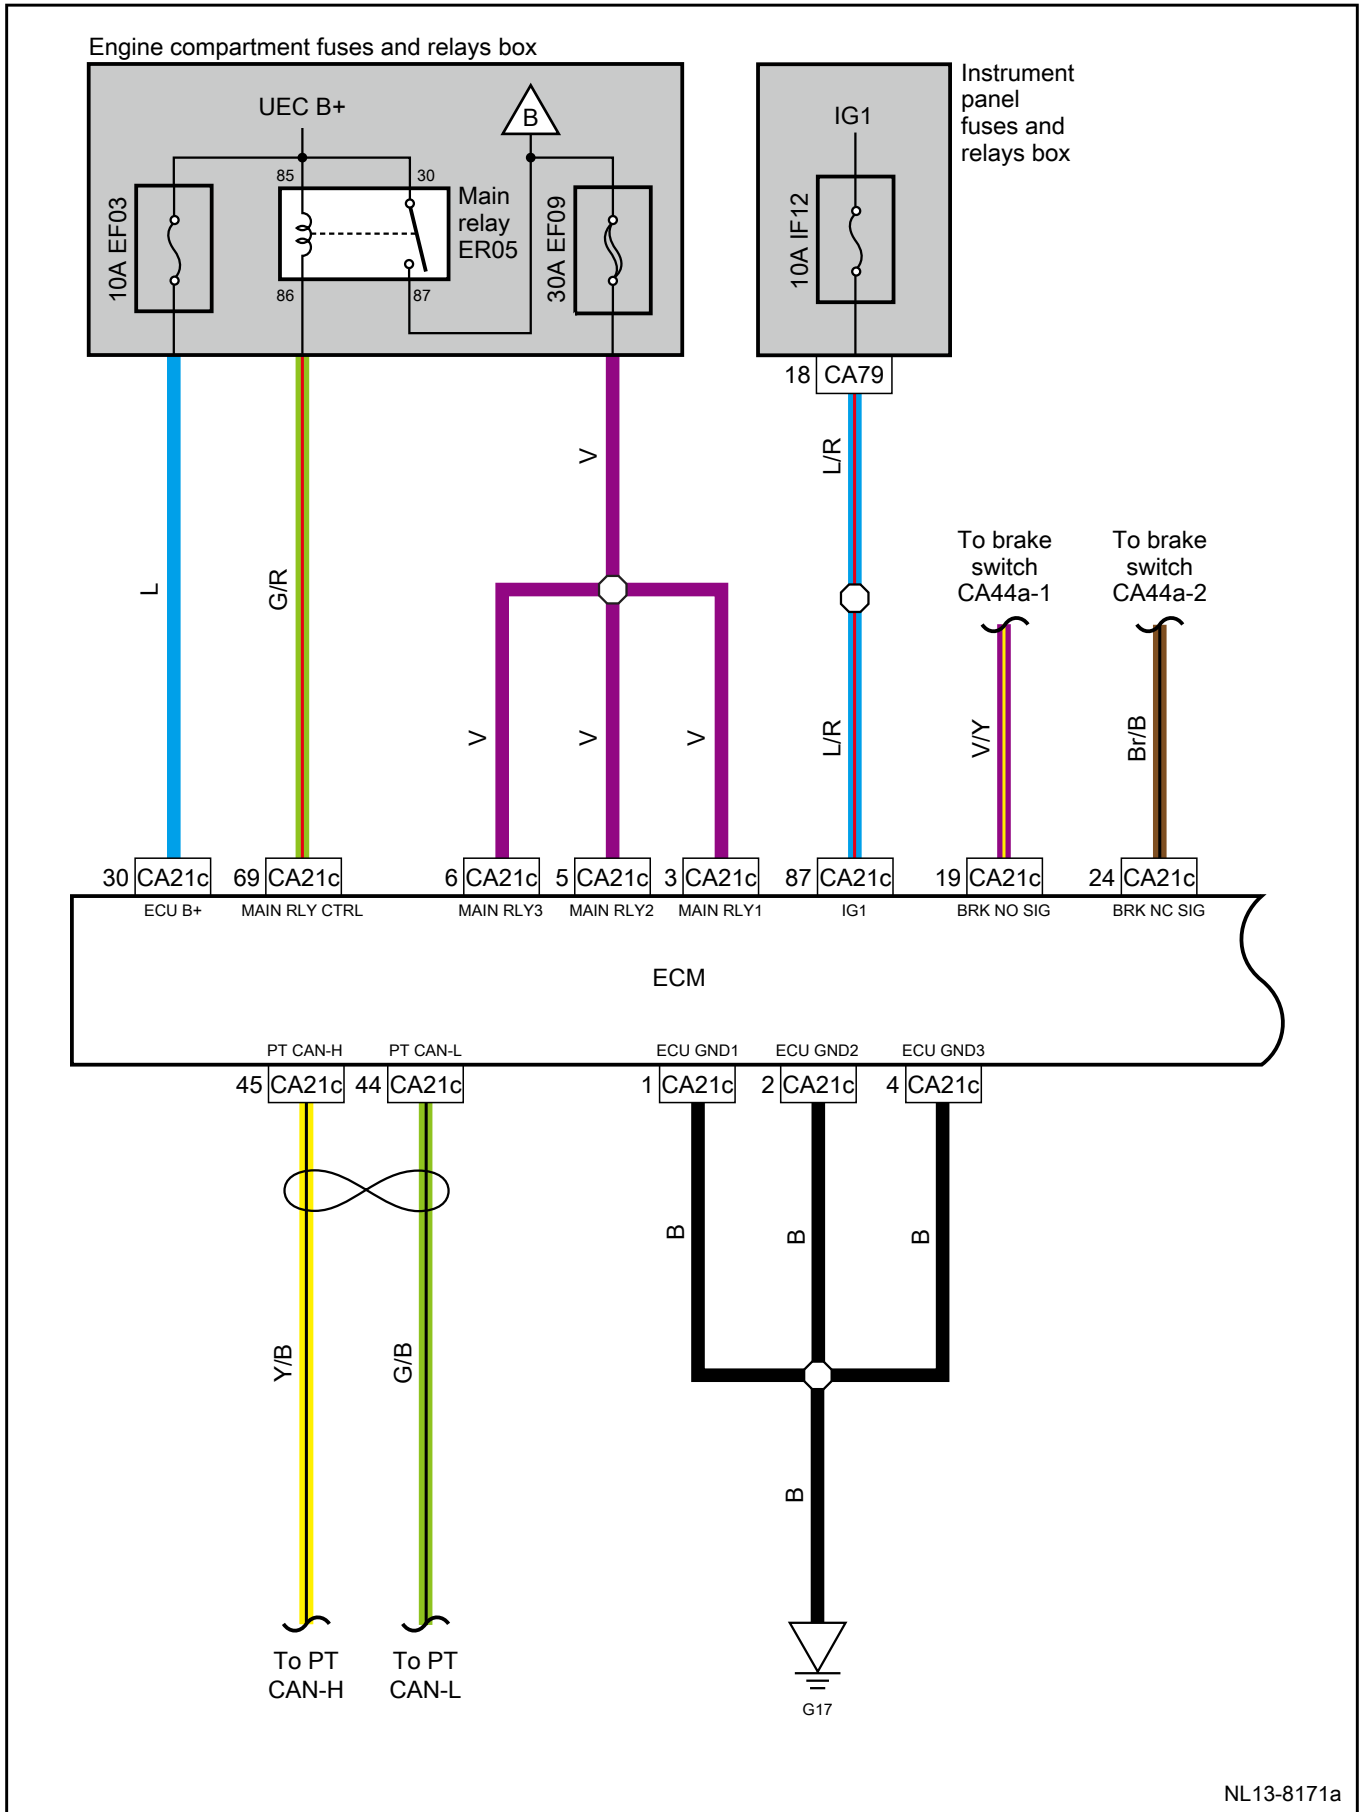 Engine compartment fuses and relays box
Instrument
panel
fuses and
relays box
UEC B+
B
IG1
85
30
10A EF03
Main
relay
ER05
30A EF09
10A IF12
86
87
18 CA79
V
L/R
L
G/R
To brake
switch
CA44a-1
To brake
switch
CA44a-2
V
V
V
L/R
V/Y
Br/B
30 CA21c
69 CA21c
6 CA21c
5 CA21c
3 CA21c
87 CA21c
19 CA21c
24 CA21c
ECU B+
MAIN RLY CTRL
MAIN RLY3
MAIN RLY2
MAIN RLY1
IG1
BRK NO SIG
BRK NC SIG
ECM
PT CAN-H
PT CAN-L
ECU GND1
ECU GND2
ECU GND3
45 CA21c
44 CA21c
1 CA21c
2 CA21c
4 CA21c
B
B
B
Y/B
G/B
B
To PT
CAN-H
To PT
CAN-L
G17
NL13-8171a